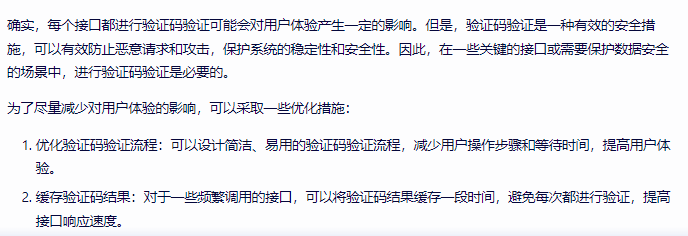 确实，每个接口都进行验证码验证可能会对用户体验产生一定的影响。但是，验证码验证是一种有效的安全措
施，可以有效防止恶意请求和攻击，保护系统的稳定性和安全性。因此，在一些关键的接口或需要保护数据安全
的场景中，进行验证码验证是必要的。
为了尽量减少对用户体验的影响，可以采取一些优化措施：
1. 优化验证码验证流程：可以设计简洁、易用的验证码验证流程，减少用户操作步骤和等待时间，提高用户体
验。
2. 缓存验证码结果：对于一些频繁调用的接口，可以将验证码结果缓存一段时间，避免每次都进行验证，提高
接口响应速度。